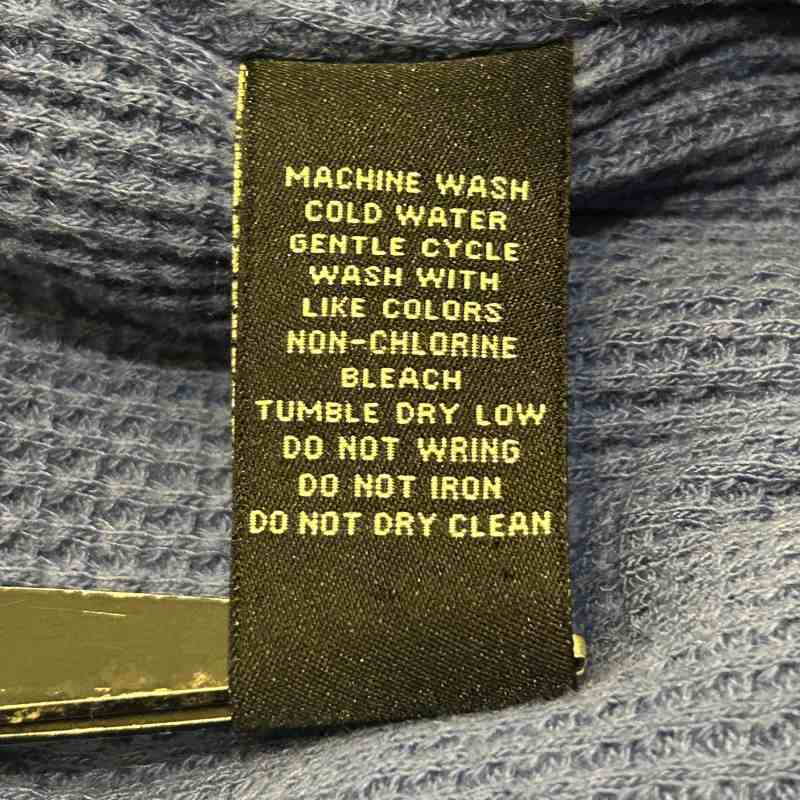 MACHINE WASH
COLD WATER
GENTLE CYCLE
WASH WITH
LIKE COLORS
NON-CHLORINE
BLEACH
TUMBLE DRY LOW
DO NOT WRING
DO NOT IRON
DO NOT DRY CLEAN